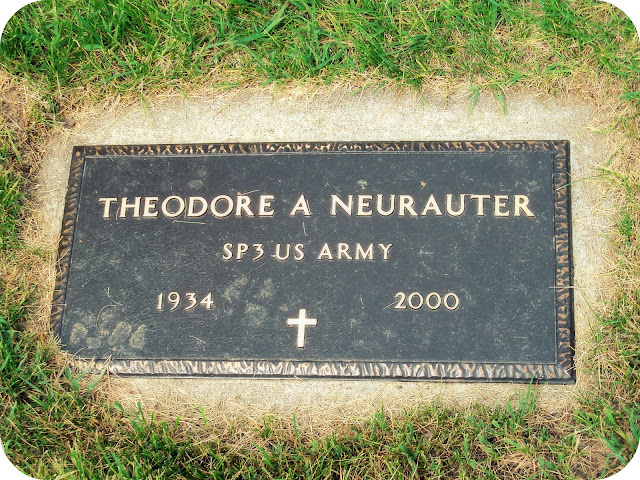 THEODORE A NEURAUTER
SP3 US ARMY
1934 2000